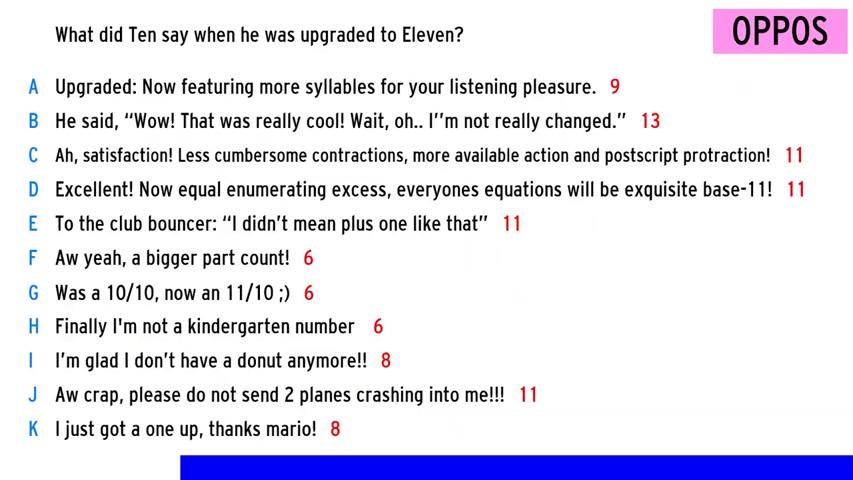 What did Ten say when he was upgraded to Eleven?
OPPOS
A Upgraded: Now featuring more syllables for your listening pleasure. 9
B He said, “Wow! That was really cool! Wait, oh.. I''m not really changed.” 13
C Ah, satisfaction! Less cumbersome contractions, more available action and postscript protraction! 11
D Excellent! Now equal enumerating excess, everyones equations will be exquisite base-11! 11
E To the club bouncer: “I didn't mean plus one like that” 11
F Aw yeah, a bigger part count! 6
G Was a 10/10, now an 11/10 ;) 6
H Finally I'm not a kindergarten number 6
I I'm glad I don't have a donut anymore!! 8
J Aw crap, please do not send 2 planes crashing into me!!! 11
K I just got a one up, thanks mario! 8